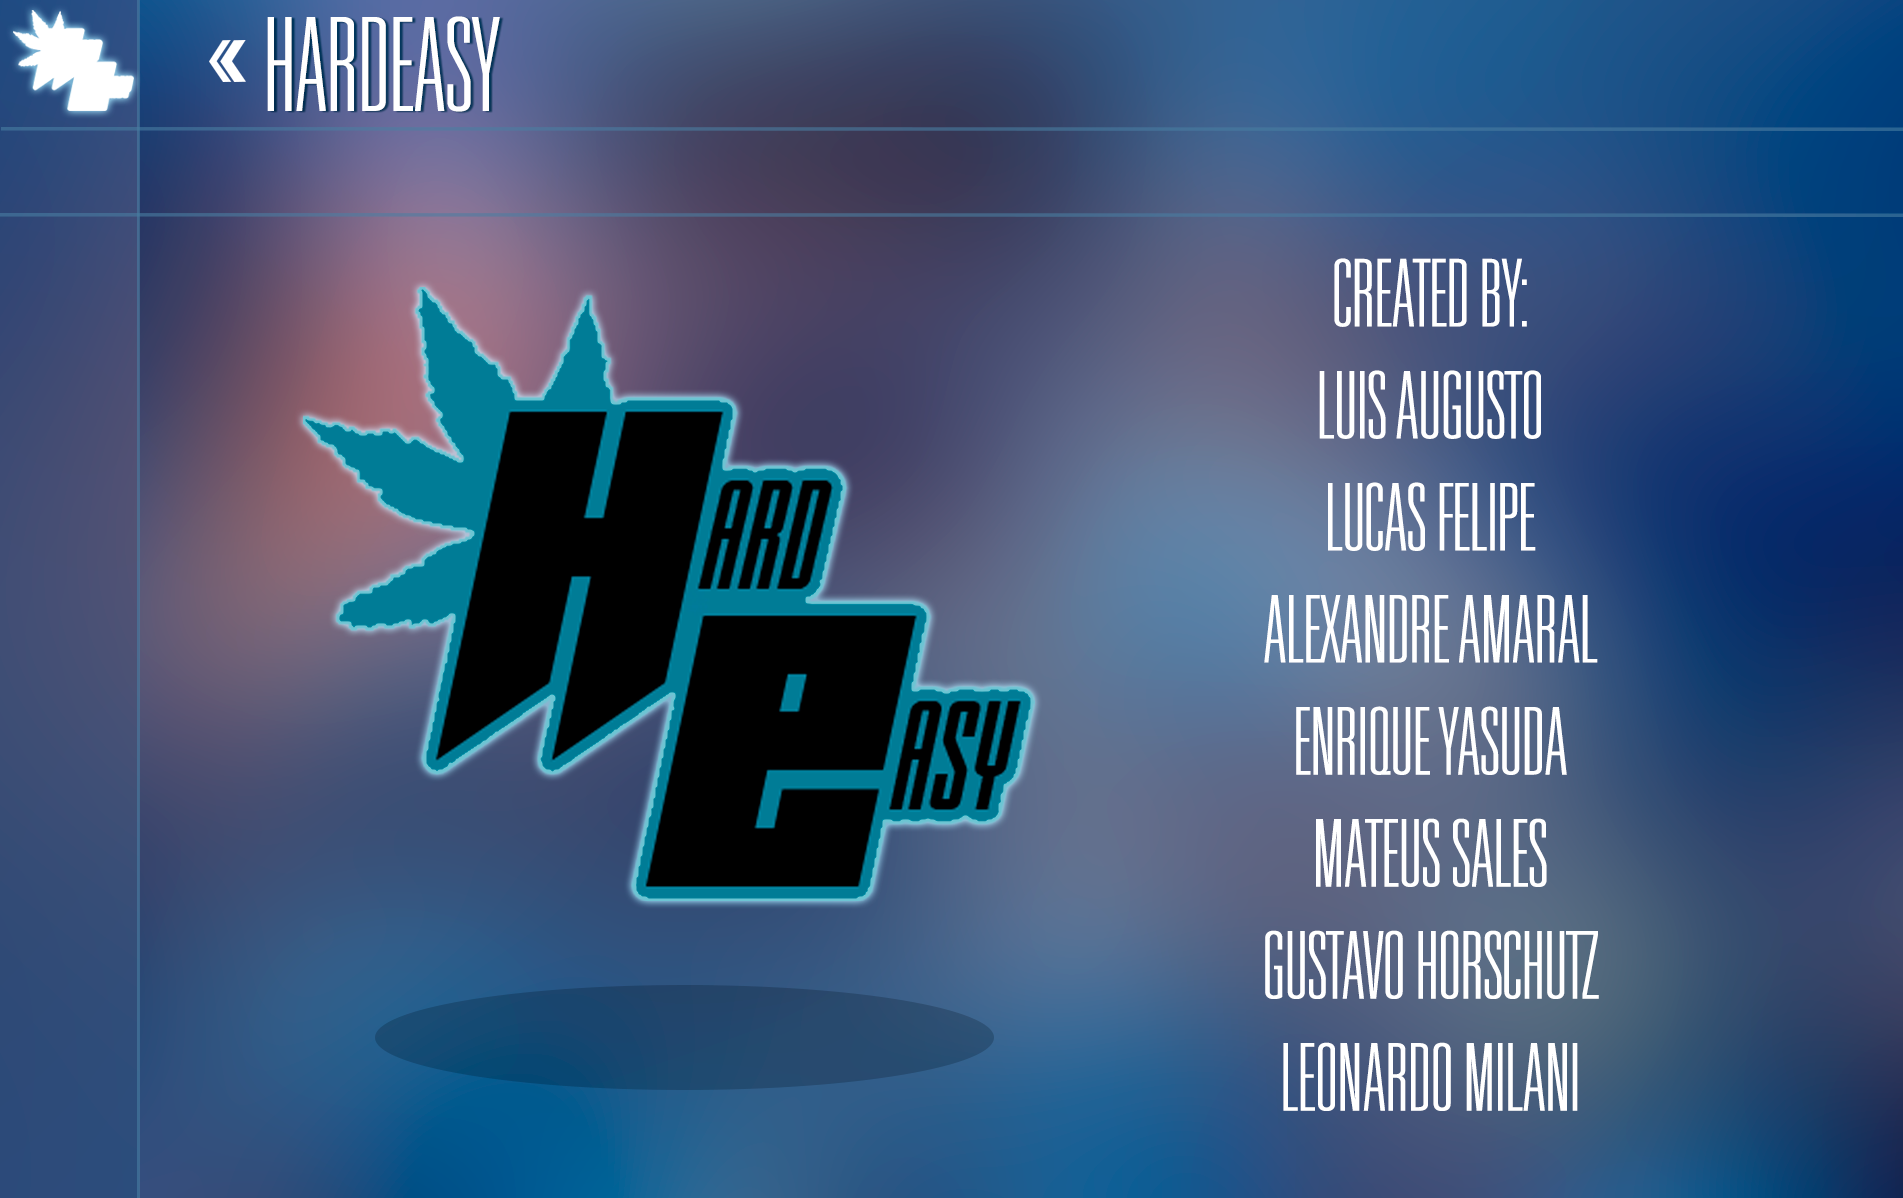 « HARDEASY
HARD
EASY
CREATED BY:
LUIS AUGUSTO
LUCAS FELIPE
ALEXANDRE AMARAL
ENRIQUE YASUDA
MATEUS SALES
GUSTAVO HORSCHUTZ
LEONARDO MILANI